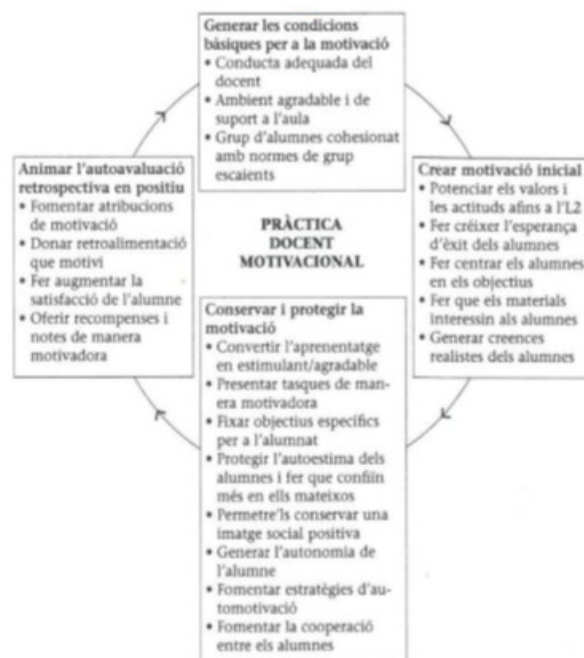 Generar les condicions
bàsiques per a la motivació
• Conducta adequada del
docent
• Ambient agradable i de
suport a l'aula
• Grup d'alumnes cohesionat
amb normes de grup
escaients
Crear motivació inicial
• Potenciar els valors i
les actituds afins a l'L2
• Fer créixer l'esperança
d'èxit dels alumnes
• Fer centrar els alumnes
en els objectius
• Fer que els materials
interessin als alumnes
• Generar creences
realistes dels alumnes
PRÀCTICA
DOCENT
MOTIVACIONAL
Conservar i protegir la
motivació
• Convertir l'aprenentatge
en estimulant/agradable
• Presentar tasques de man-
era motivadora
• Fixar objectius específics
per a l'alumnat
• Protegir l'autoestima dels
alumnes i fer que confiïn
més en ells mateixos
• Permetre'ls conservar una
imatge social positiva
• Generar l'autonomia de
l'alumne
• Fomentar estratègies d'au-
tomotivació
• Fomentar la cooperació
entre els alumnes
Animar l'autoavaluació
retrospectiva en positiu
• Fomentar atribucions
de motivació
• Donar retroalimentació
que motivi
• Fer augmentar la
satisfacció de l'alumne
• Oferir recompenses i
notes de manera
motivadora